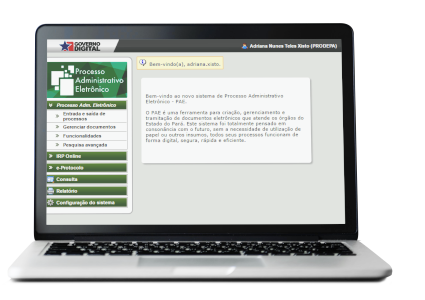 GOVERNO
DIGITAL
Adriana Nunes Teles Xisto (PRODEPA)
Processo
Administrativo
Eletrônico
Bem-vindo(a), adriana.xisto.
Processo Adm. Eletrônico
Entrada e saída de
processos
Gerenciar documentos
Funcionalidades
Pesquisa avançada
IRP Online
e-Protocolo
Consulta
Relatório
Configuração do sistema
Bem-vindo ao novo sistema de Processo Administrativo
Eletrônico - PAE.
O PAE é uma ferramenta para criação, gerenciamento e
tramitação de documentos eletrônicos que atende os órgãos do
Estado do Pará. Este sistema foi totalmente pensado em
consonância com o futuro, sem a necessidade de utilização de
papel ou outros insumos, todos seus processos funcionam de
forma digital, segura, rápida e eficiente.